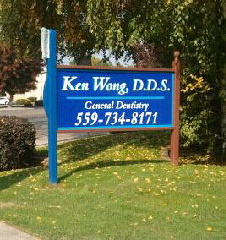 Ken Wong, D.D.S.
General Dentistry
559-734-8171